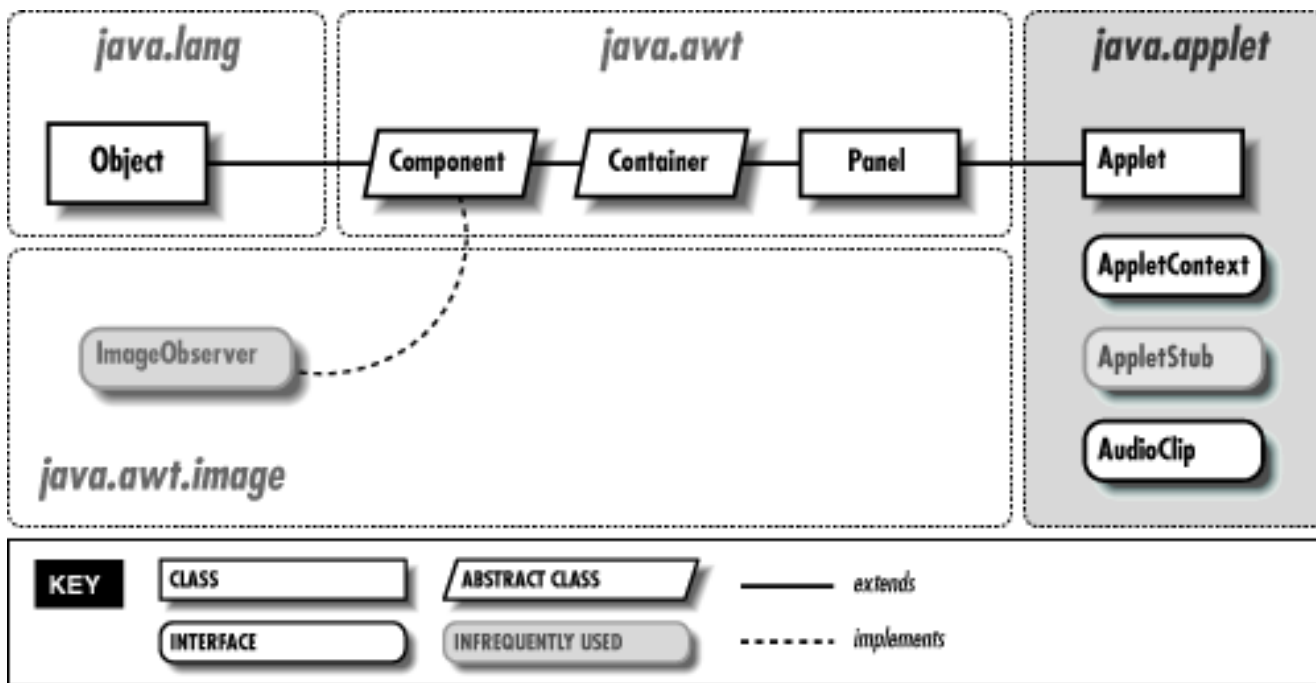 java.lang
java.awt
java.applet
Object
Component
Container
Panel
Applet
AppletContext
ImageObserver
AppletStub
AudioClip
java.awt.image
KEY
CLASS
ABSTRACT CLASS
extends
INTERFACE
INFREQUENTLY USED
implements